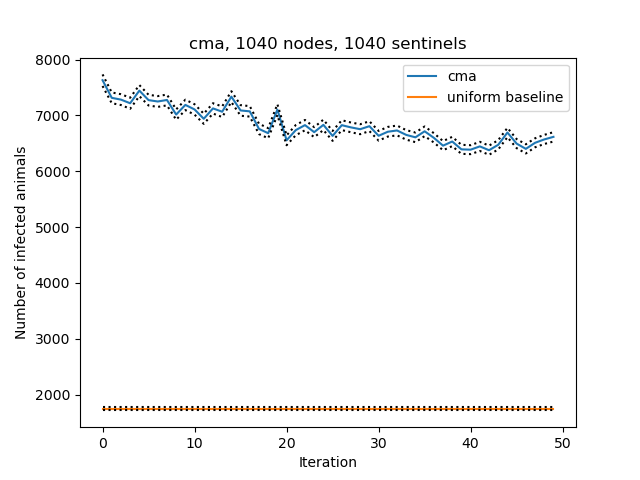 cma, 1040 nodes, 1040 sentinels
cma
uniform baseline
Number of infected animals
8000
7000
6000
5000
4000
3000
2000
0 10 20 30 40 50
Iteration